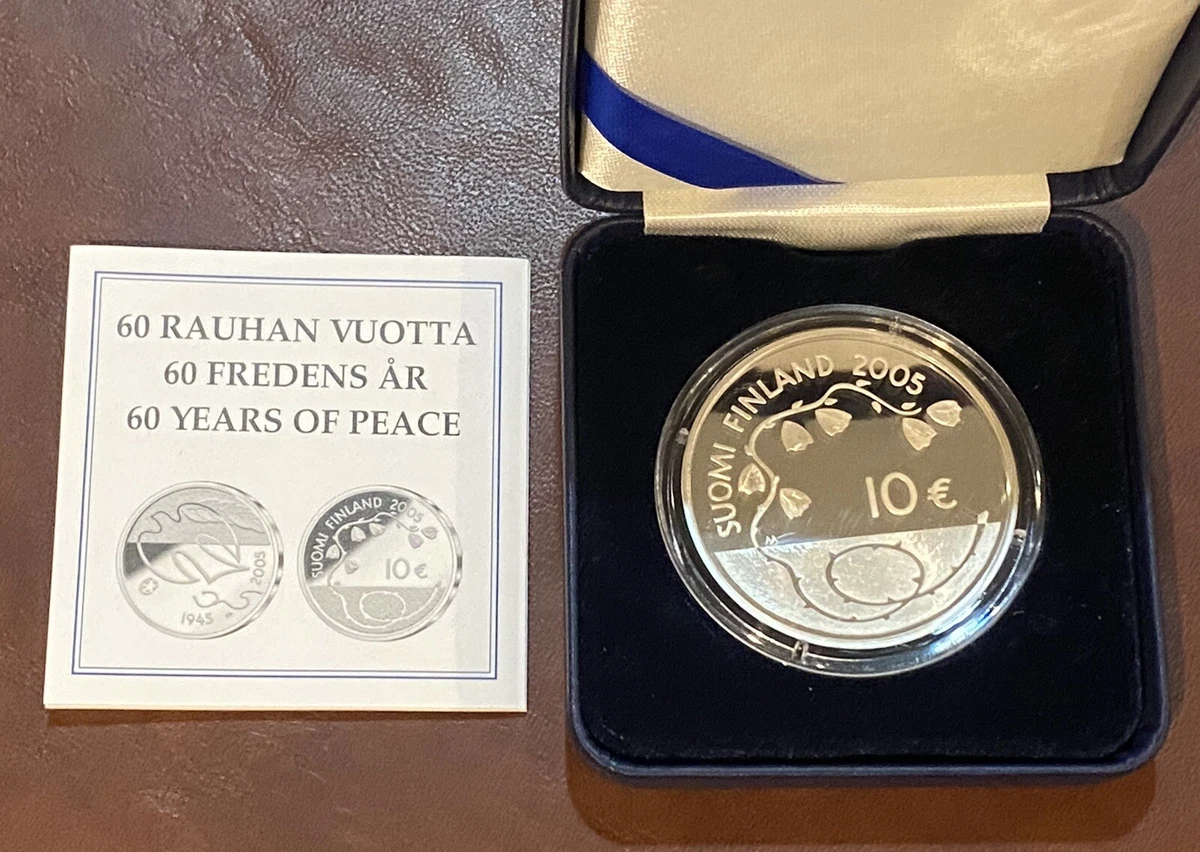 60 RAUHAN VUOTTA
60 FREDENS ÅR
60 YEARS OF PEACE
1945
2005
SUOMI FINLAND 2005
10 €
SUOMI FINLAND 2005
10 €